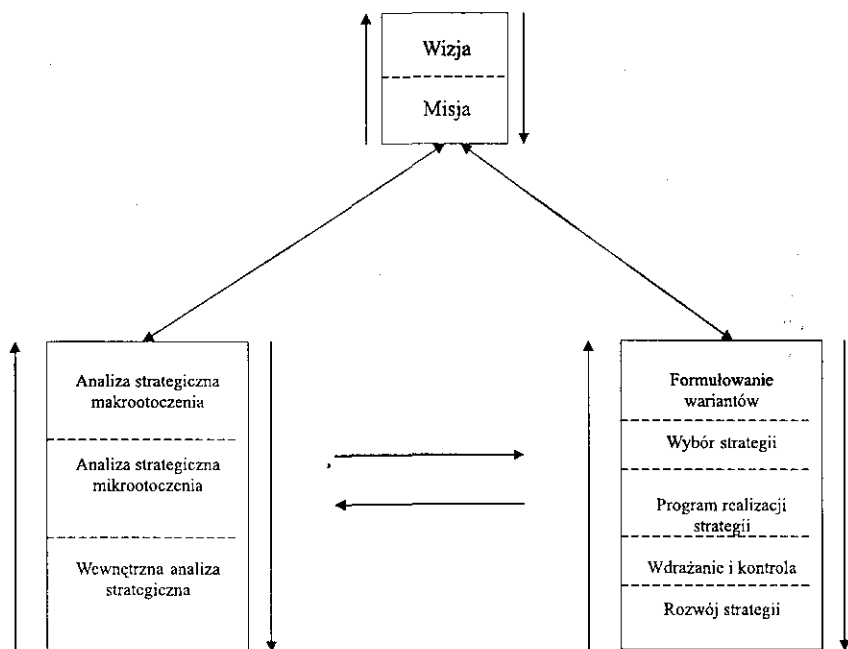 Wizja
Misja
Analiza strategiczna
makrootoczenia
Analiza strategiczna
mikrootoczenia
Wewnętrzna analiza
strategiczna
Formułowanie
wariantów
Wybór strategii
Program realizacji
strategii
Wdrażanie i kontrola
Rozwój strategii